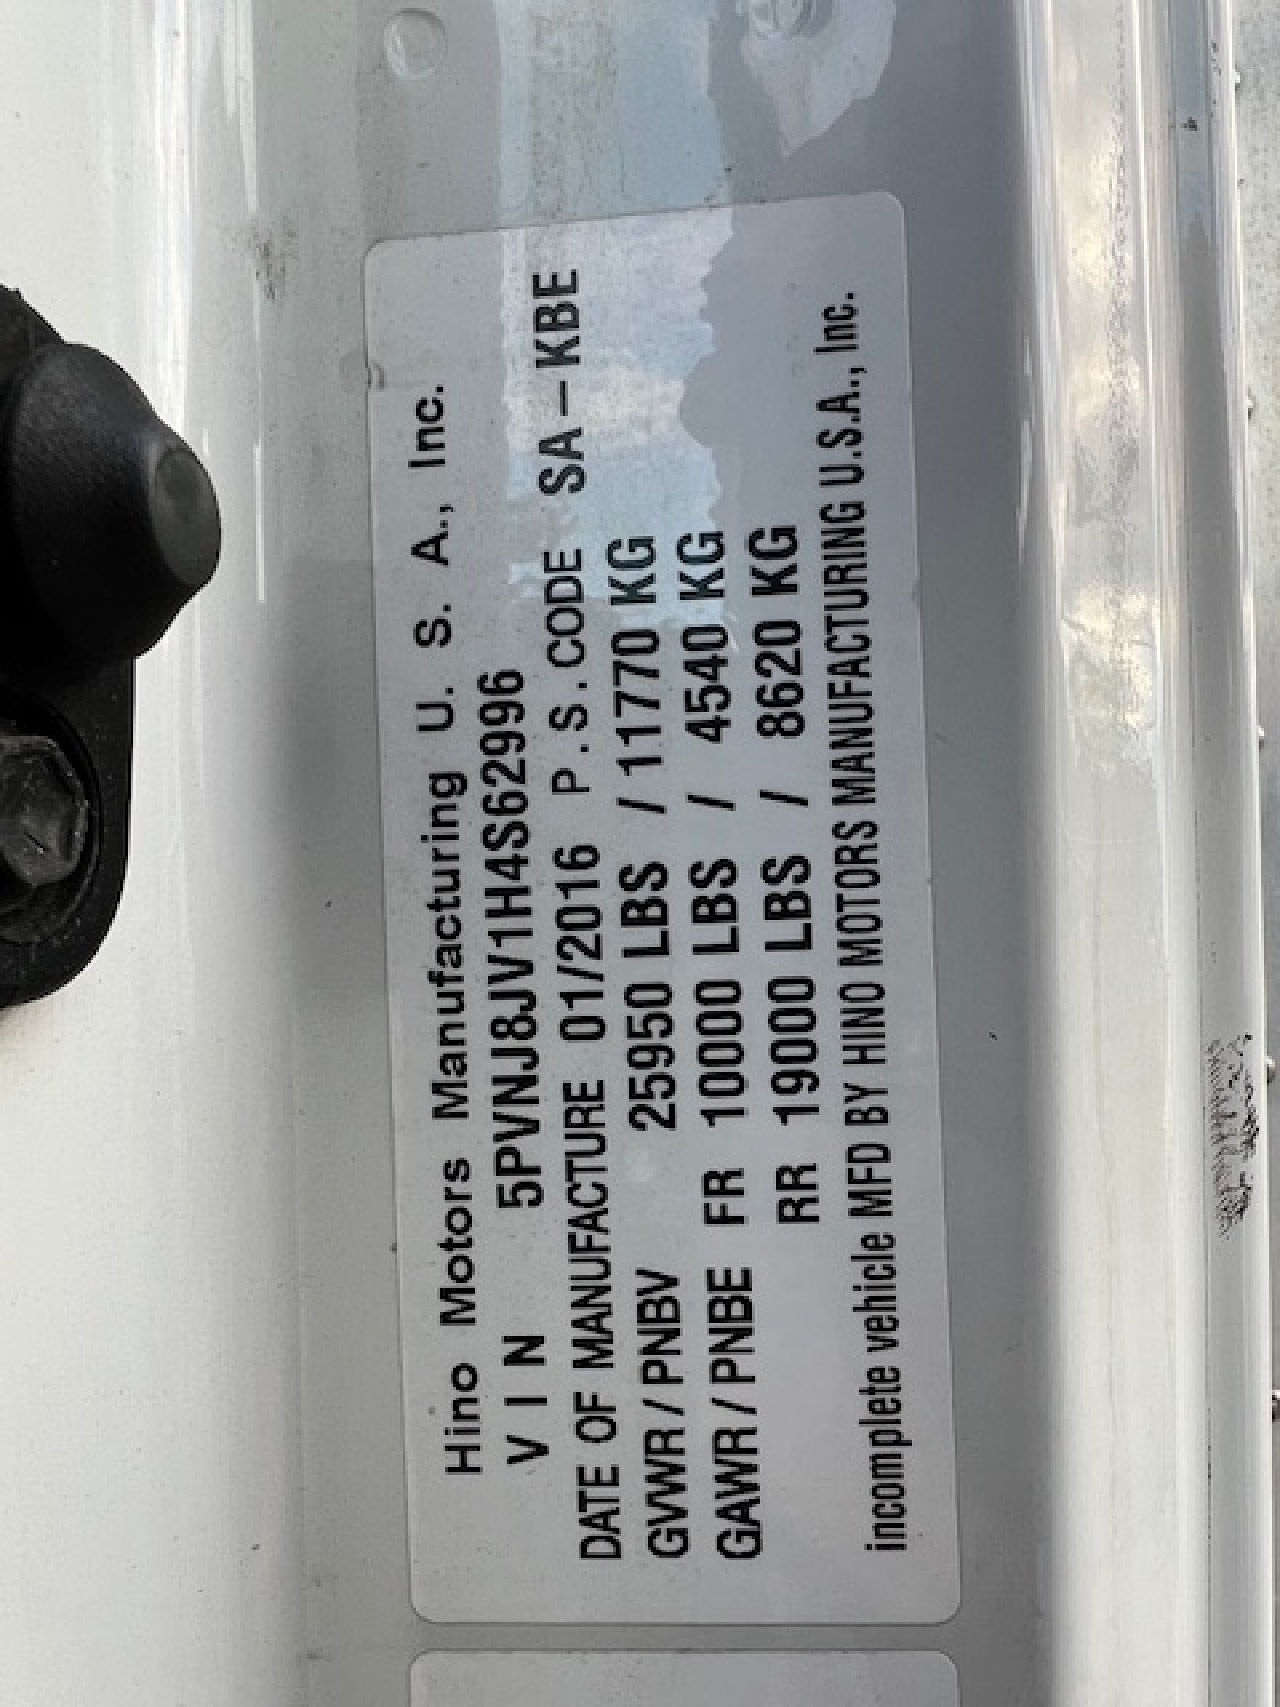 Hino Motors Manufacturing U. S. A., Inc.
VIN 5PVNJ8JV1H4S62996
DATE OF MANUFACTURE 01/2016 P.S.CODE SA-KBE
GVWR / PNBV 25950 LBS / 11770 KG
GAWR / PNBE FR 10000 LBS / 4540 KG
RR 19000 LBS / 8620 KG
incomplete vehicle MFD BY HINO MOTORS MANUFACTURING U.S.A., Inc.